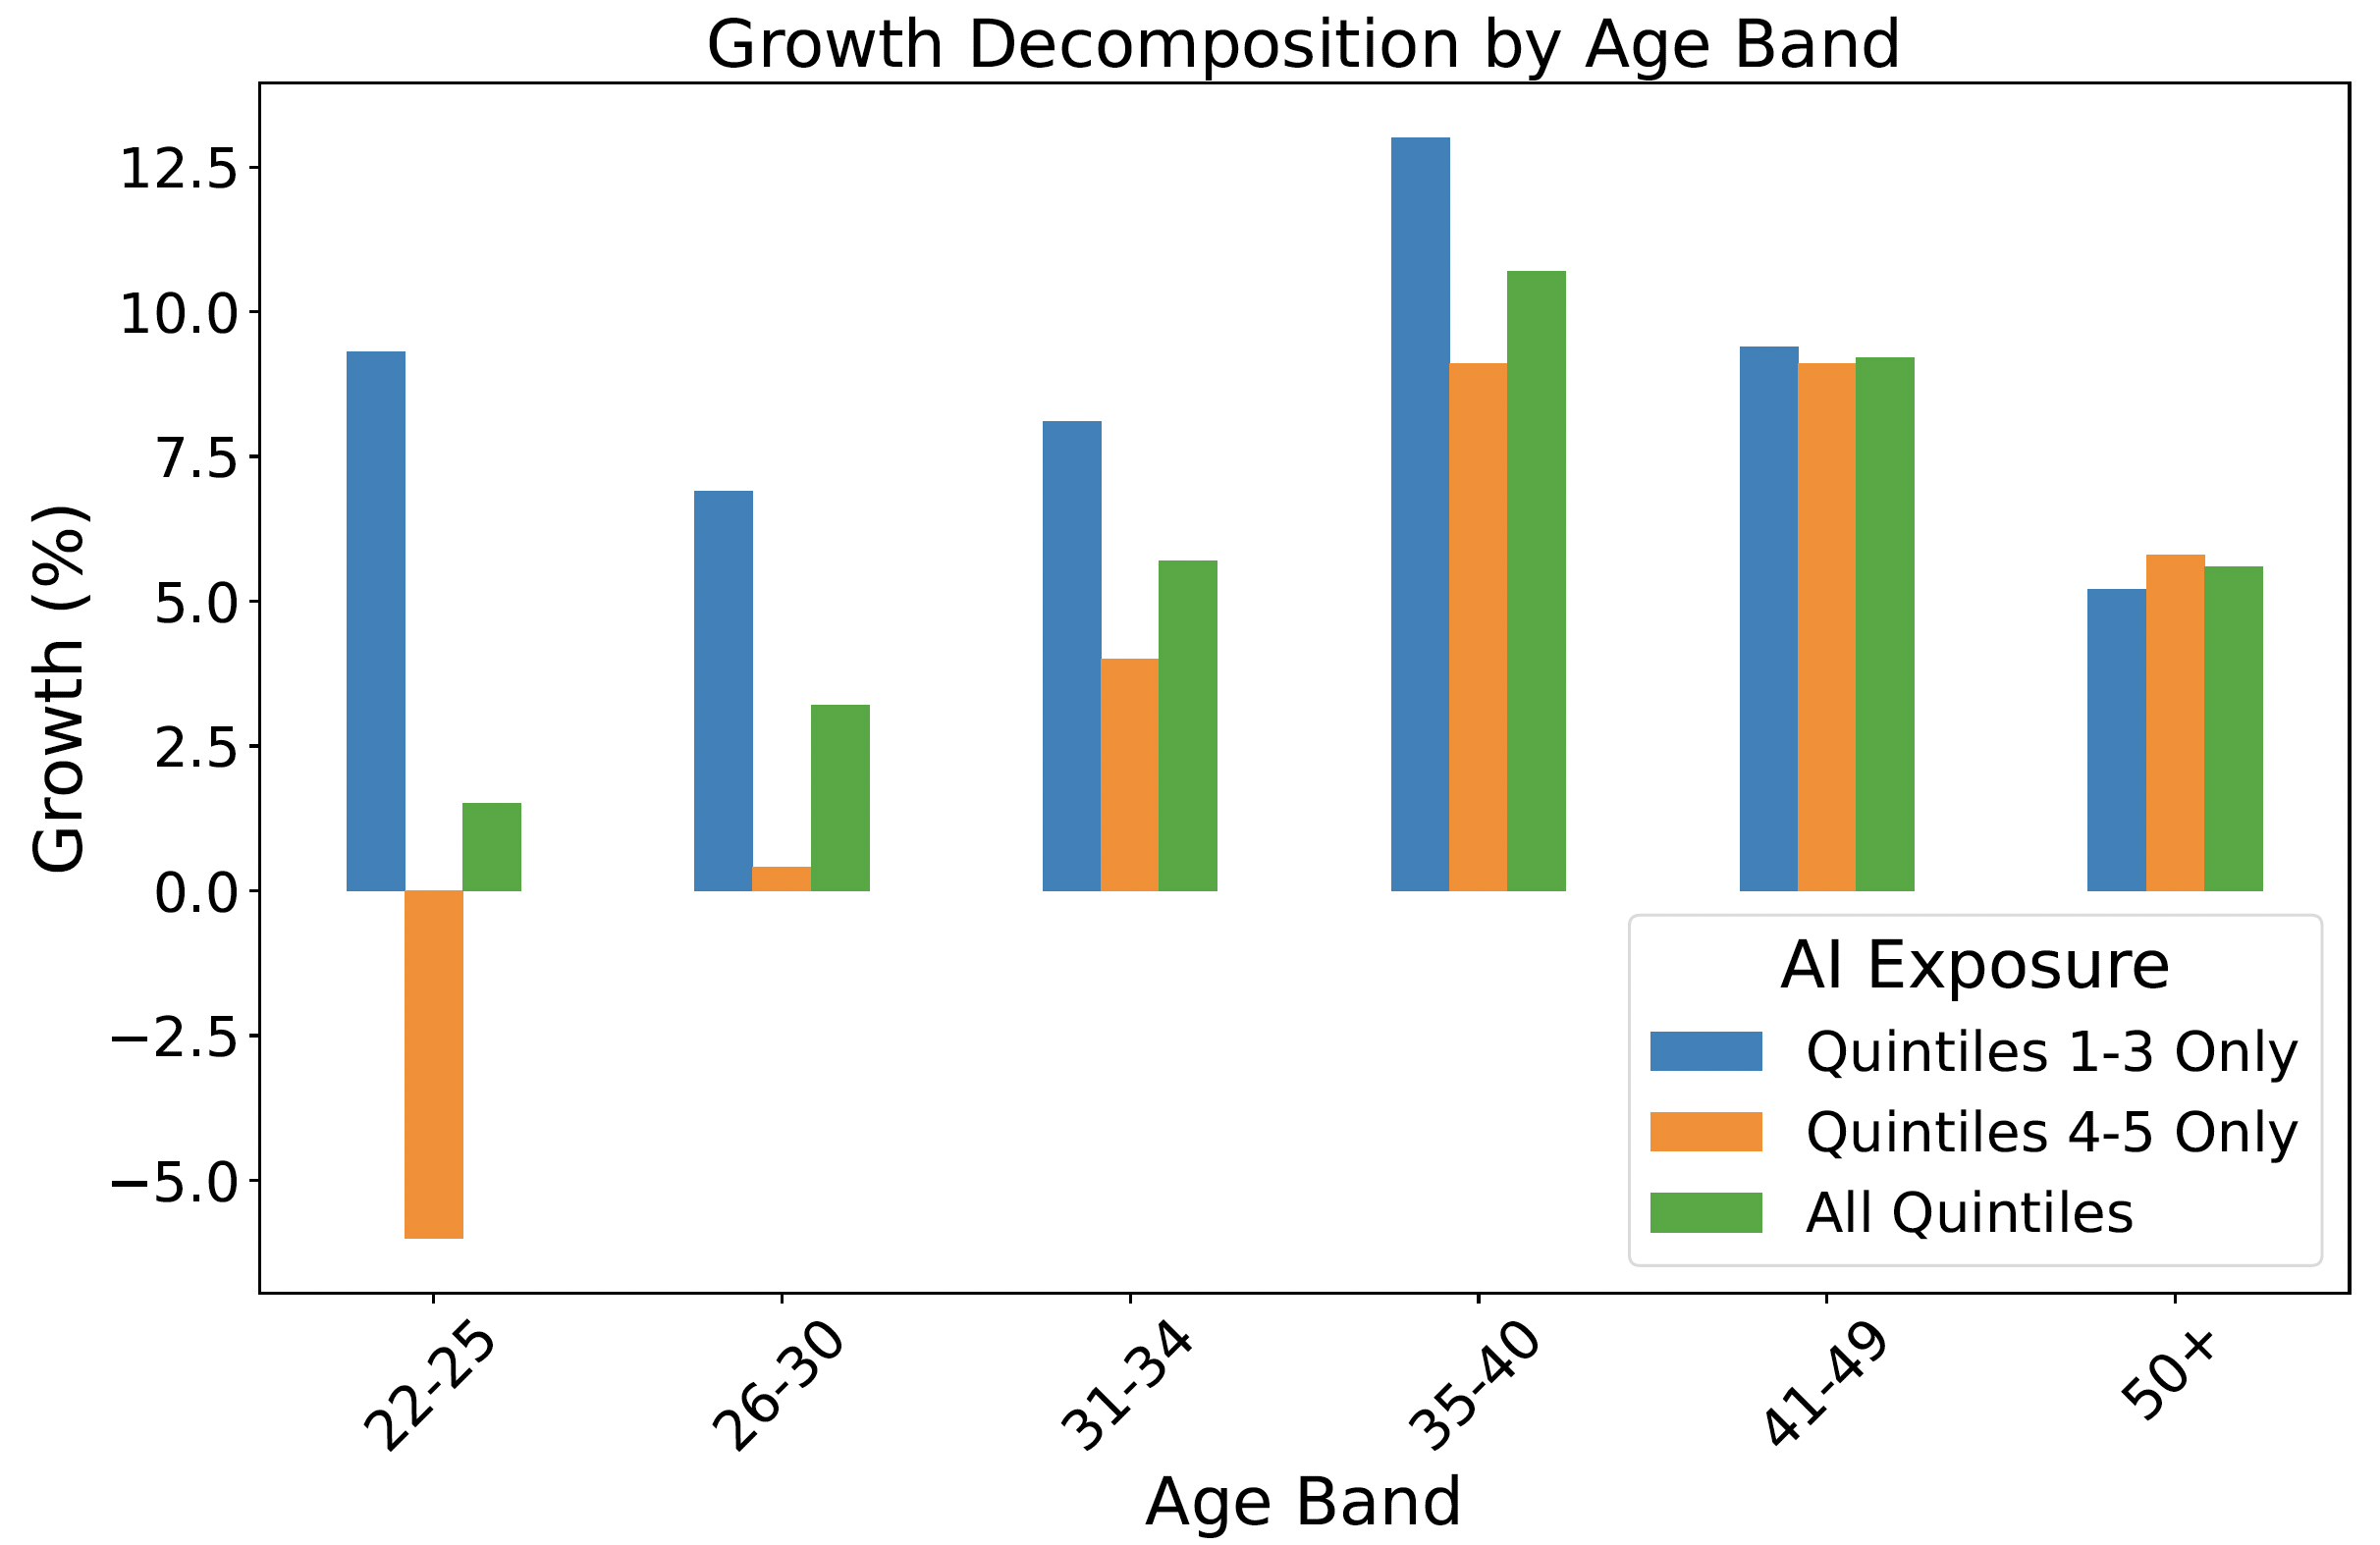 Growth Decomposition by Age Band
Growth (%)
12.5
10.0
7.5
5.0
2.5
0.0
−2.5
−5.0
AI Exposure
Quintiles 1-3 Only
Quintiles 4-5 Only
All Quintiles
22-25
26-30
31-34
35-40
41-49
50+
Age Band